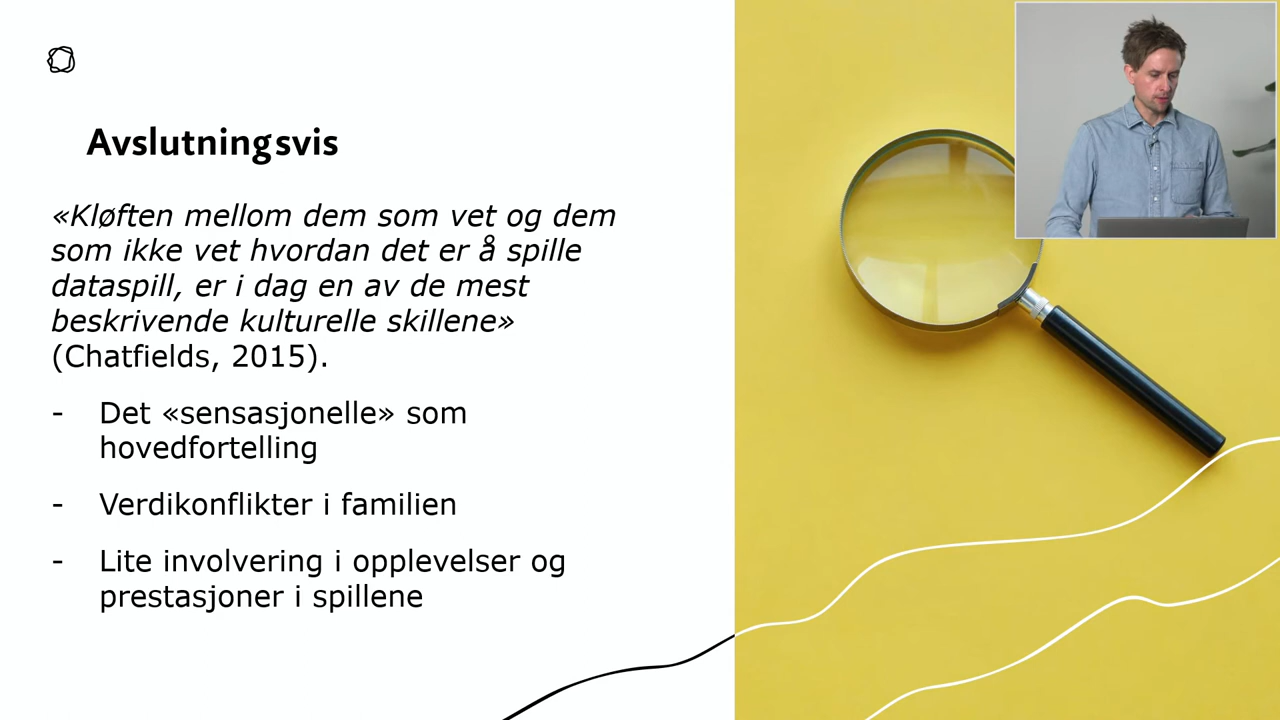 Avslutningsvis
«Kløften mellom dem som vet og dem
som ikke vet hvordan det er å spille
dataspill, er i dag en av de mest
beskrivende kulturelle skillene»
(Chatfields, 2015).
- Det «sensasjonelle» som
hovedfortelling
- Verdikonflikter i familien
- Lite involvering i opplevelser og
prestasjoner i spillene